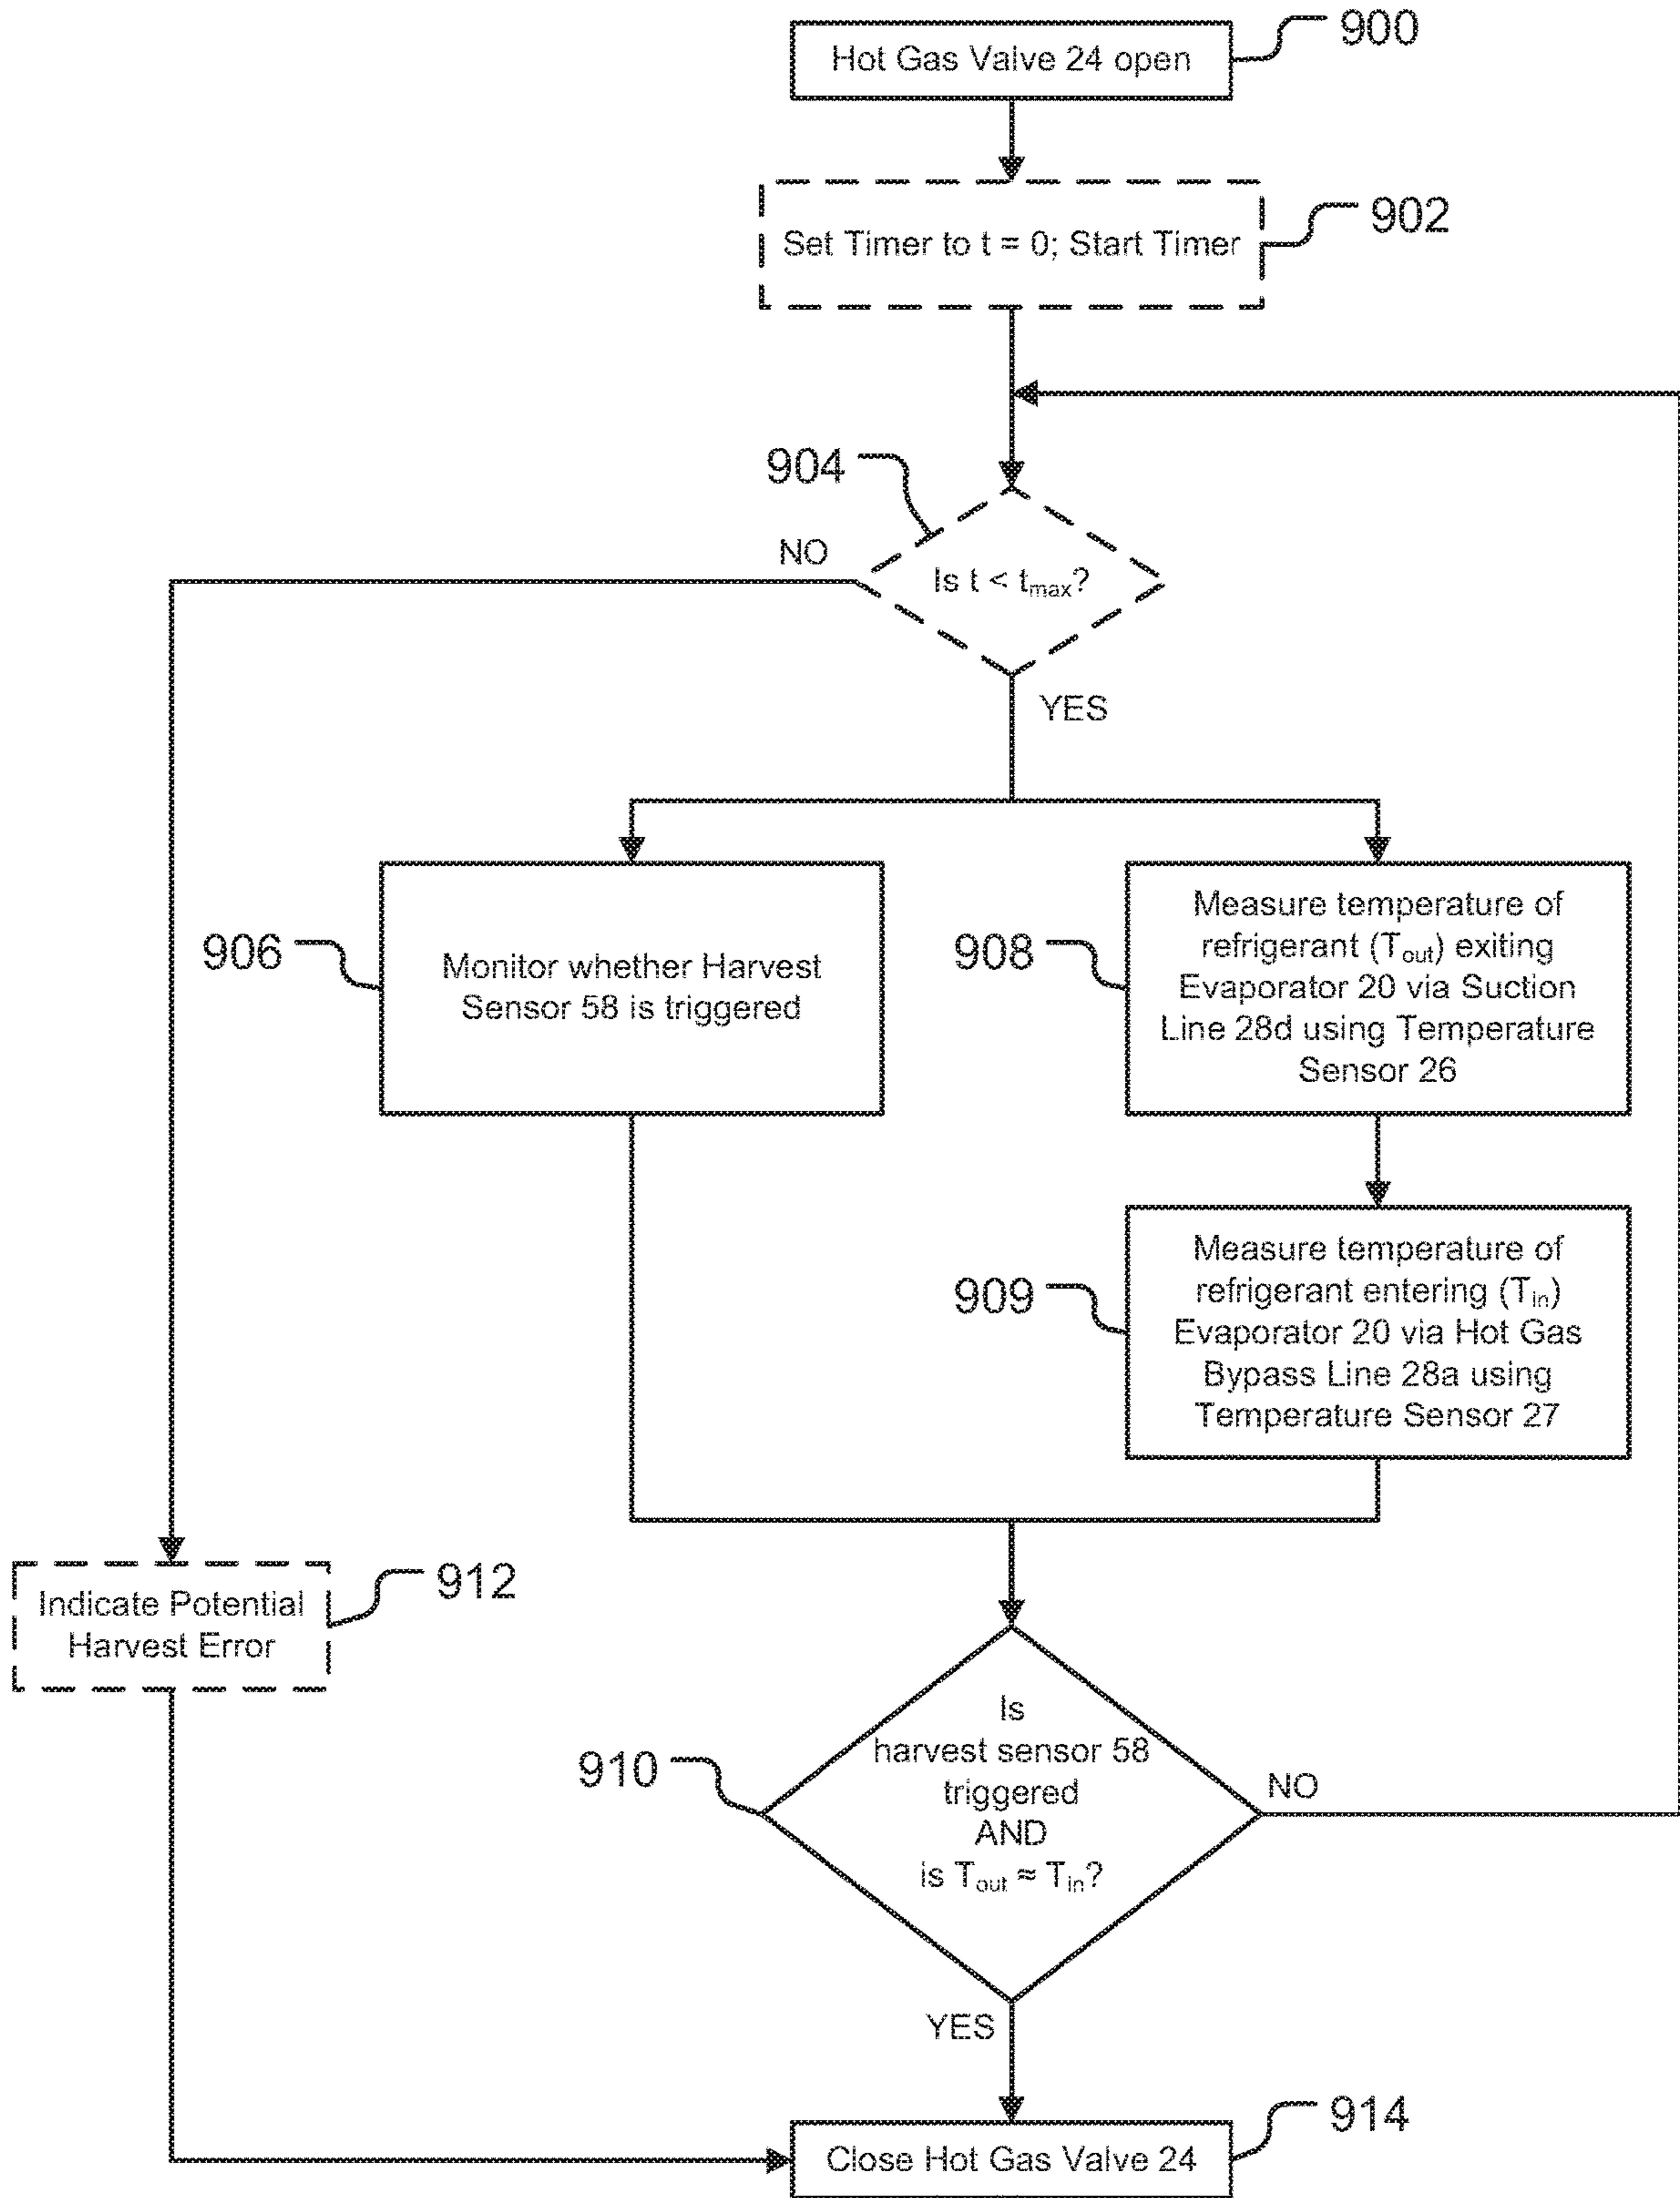 Hot Gas Valve 24 open
900
Set Timer to t = 0; Start Timer
902
904
NO
Is t < tmax?
YES
906
Monitor whether Harvest
Sensor 58 is triggered
908
Measure temperature of
refrigerant (Tout) exiting
Evaporator 20 via Suction
Line 28d using Temperature
Sensor 26
909
Measure temperature of
refrigerant entering (Tin)
Evaporator 20 via Hot Gas
Bypass Line 28a using
Temperature Sensor 27
Indicate Potential
Harvest Error
912
910
Is
harvest sensor 58
triggered
AND
is Tout ≈ Tin?
NO
YES
Close Hot Gas Valve 24
914